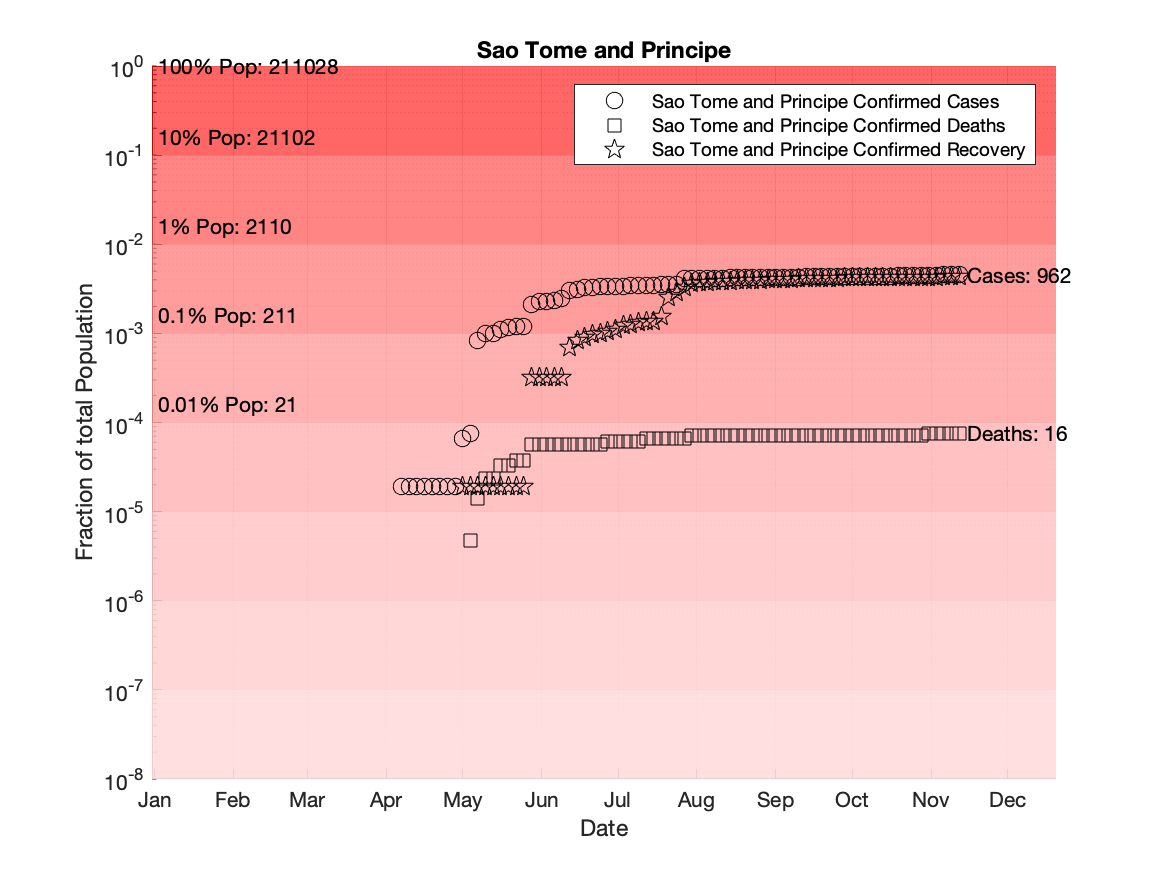 Sao Tome and Principe
10^0
10^-1
10^-2
10^-3
10^-4
10^-5
10^-6
10^-7
10^-8
Fraction of total Population
100% Pop: 211028
10% Pop: 21102
1% Pop: 2110
0.1% Pop: 211
0.01% Pop: 21
Sao Tome and Principe Confirmed Cases
Sao Tome and Principe Confirmed Deaths
Sao Tome and Principe Confirmed Recovery
Cases: 962
Deaths: 16
Jan Feb Mar Apr May Jun Jul Aug Sep Oct Nov Dec
Date